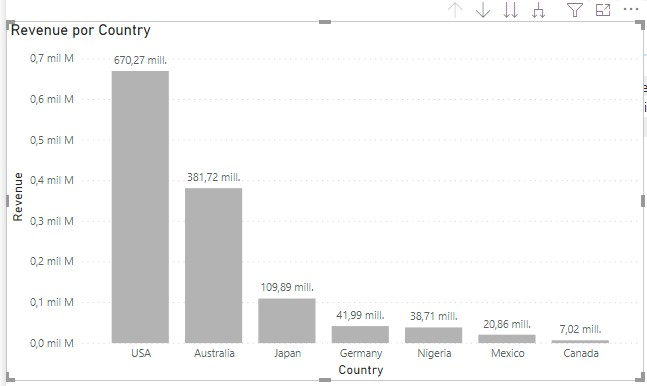 Revenue por Country
0,7 mil M
0,6 mil M
0,5 mil M
0,4 mil M
0,3 mil M
0,2 mil M
0,1 mil M
0,0 mil M
Revenue
670,27 mill.
381,72 mill.
109,89 mill.
41,99 mill.
38,71 mill.
20,86 mill.
7,02 mill.
USA
Australia
Japan
Germany
Nigeria
Mexico
Canada
Country